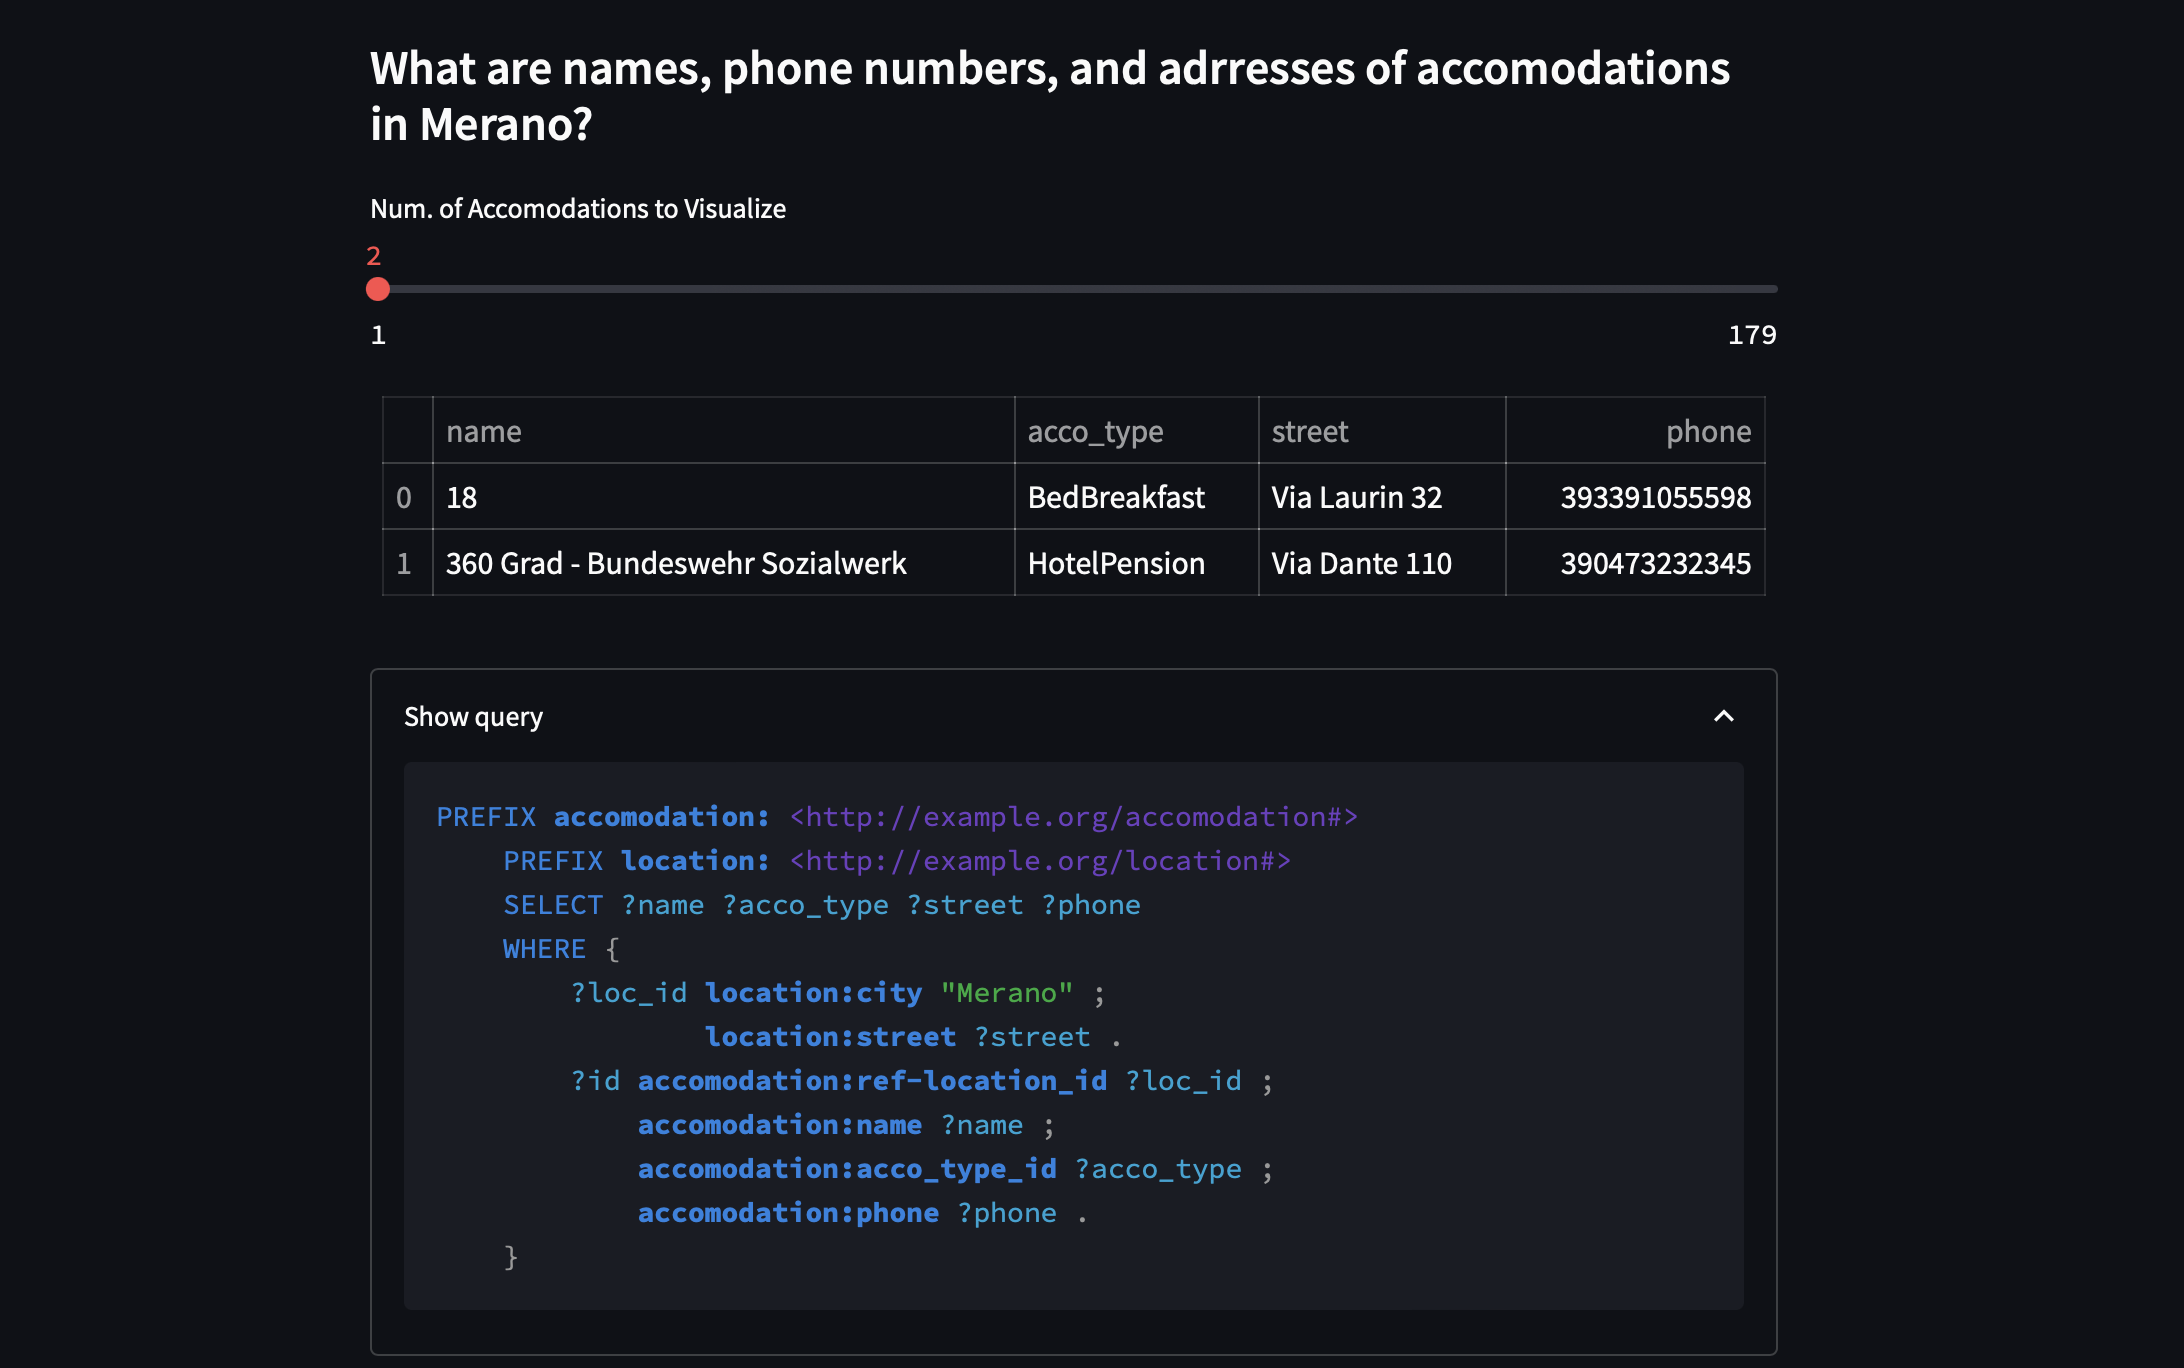 What are names, phone numbers, and adrresses of accomodations
in Merano?
Num. of Accomodations to Visualize
2
1 179
name acco_type street phone
0 18 BedBreakfast Via Laurin 32 393391055598
1 360 Grad - Bundeswehr Sozialwerk HotelPension Via Dante 110 390473232345
Show query
PREFIX accomodation: <http://example.org/accomodation#>
PREFIX location: <http://example.org/location#>
SELECT ?name ?acco_type ?street ?phone
WHERE {
?loc_id location:city "Merano" ;
location:street ?street .
?id accomodation:ref-location_id ?loc_id ;
accomodation:name ?name ;
accomodation:acco_type_id ?acco_type ;
accomodation:phone ?phone .
}